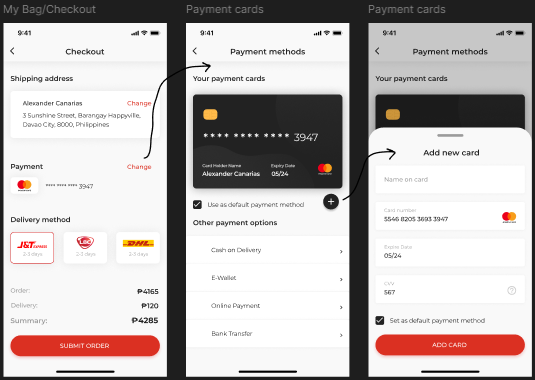 My Bag/Checkout
9:41
Checkout
Shipping address
Alexander Canarias
Change
3 Sunshine Street, Barangay Happyville,
Davao City, 8000, Philippines
Payment
Change
**** **** **** 3947
Delivery method
J&T EXPRESS
2-3 days
LBC
2-3 days
DHL
2-3 days
Order:
₱4165
Delivery:
₱120
Summary:
₱4285
SUBMIT ORDER
Payment cards
9:41
Payment methods
Your payment cards
* * * * * * * * * * * * 3947
Card Holder Name
Alexander Canarias
Expiry Date
05/24
Use as default payment method
+
Other payment options
Cash on Delivery
E-Wallet
Online Payment
Bank Transfer
Payment cards
9:41
Payment methods
Your payment cards
Add new card
Name on card
Card number
5546 8205 3693 3947
Expire Date
05/24
CVV
567
?
Set as default payment method
ADD CARD